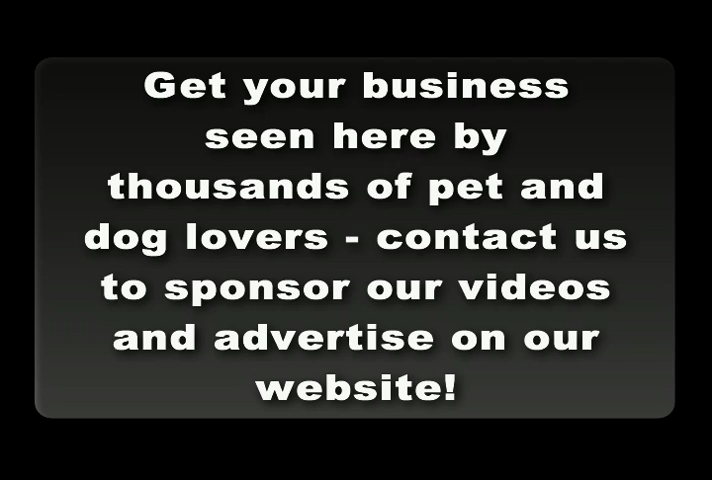 Get your business
seen here by
thousands of pet and
dog lovers - contact us
to sponsor our videos
and advertise on our
website!